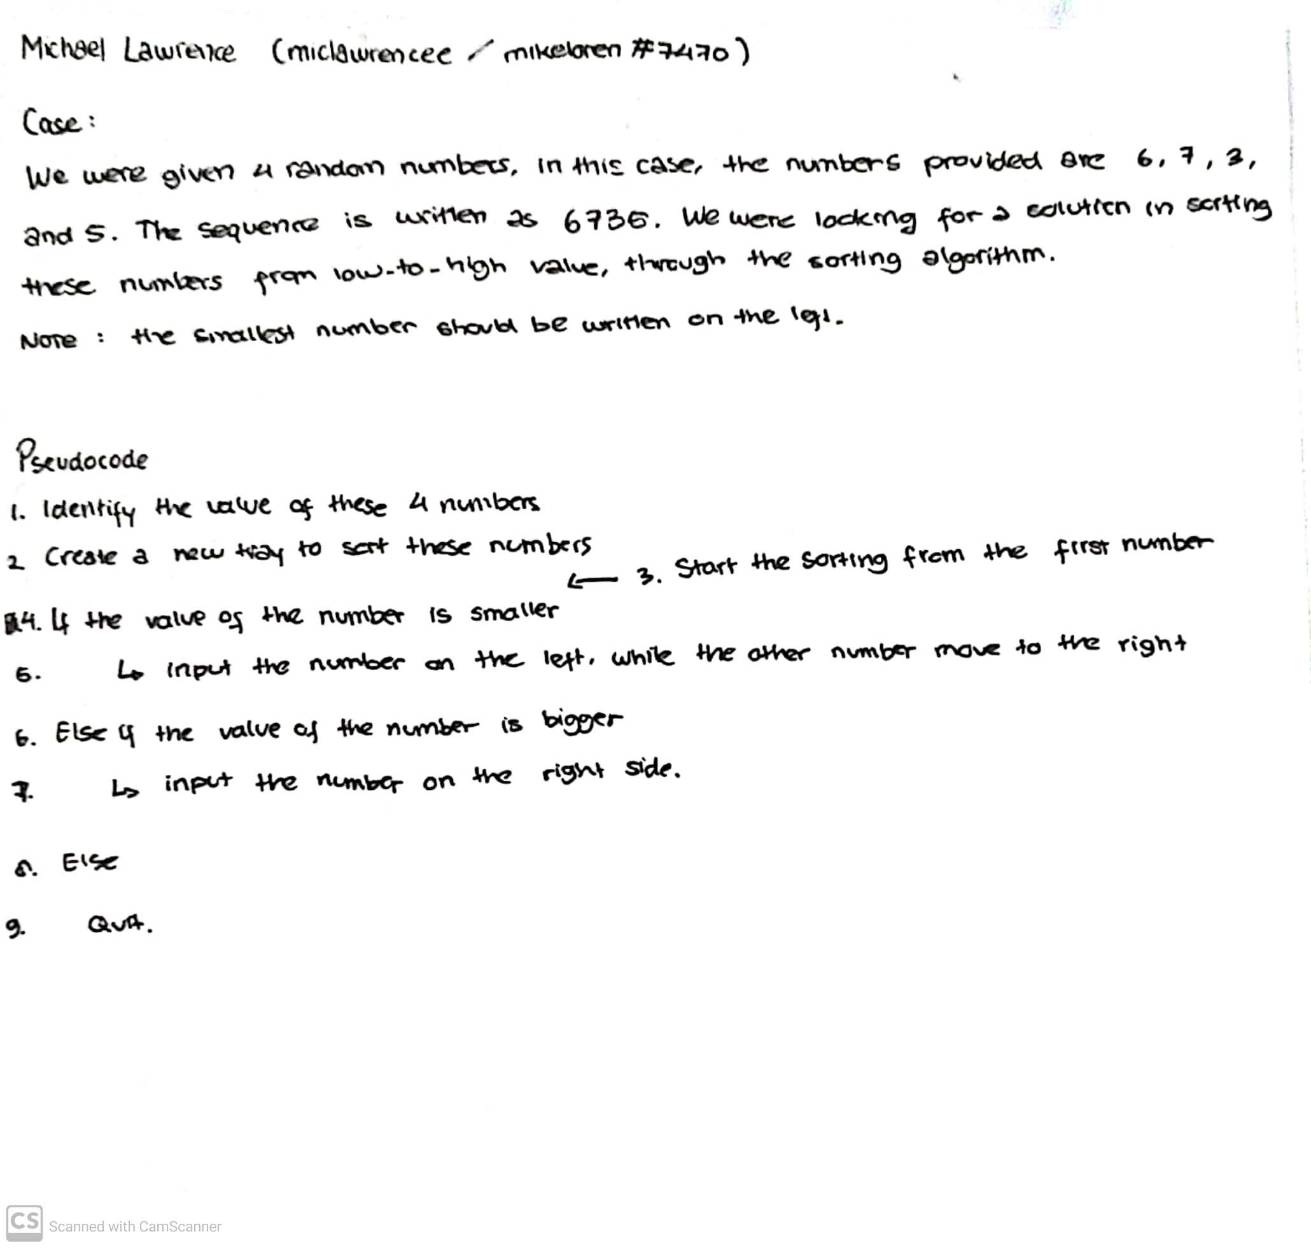 Michael Lawrence (miclawrencee / mikeloren #7470)
Case :
We were given 4 random numbers, in this case, the numbers provided are 6, 7, 3,
and 5. The sequence is written as 6735. We were looking for a solution in sorting
these numbers from low-to-high value, through the sorting algorithm.
NOTE : the smallest number should be written on the left.
Pseudocode
1. Identify the value of these 4 numbers
2 Create a new way to sort these numbers
← 3. Start the sorting from the first number
4. If the value of the number is smaller
5. ↳ input the number on the left, while the other number move to the right
6. Else if the value of the number is bigger
7. ↳ input the number on the right side.
8. Else
9. Quit.
CS Scanned with CamScanner